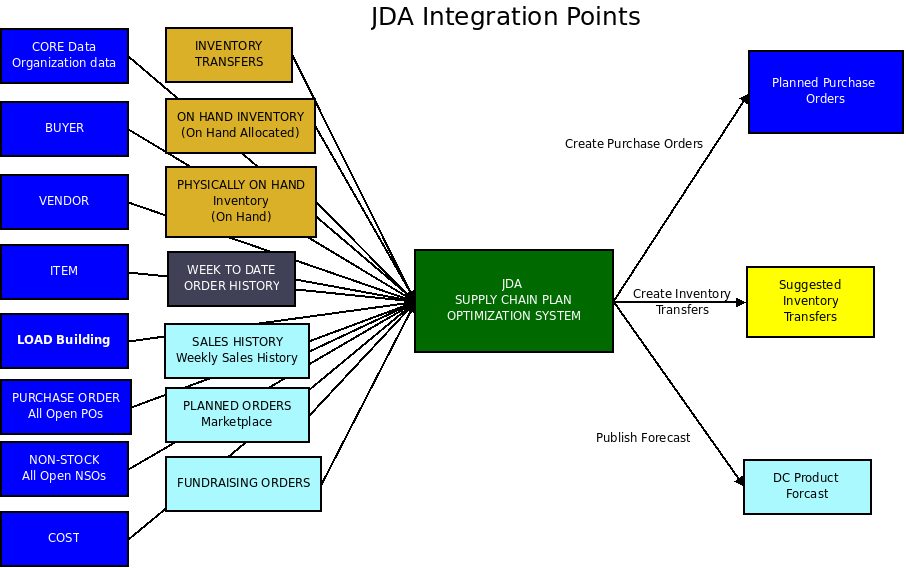 JDA Integration Points
CORE Data
Organization data
BUYER
VENDOR
ITEM
LOAD Building
PURCHASE ORDER
All Open POs
NON-STOCK
All Open NSOs
COST
INVENTORY
TRANSFERS
ON HAND INVENTORY
(On Hand Allocated)
PHYSICALLY ON HAND
Inventory
(On Hand)
WEEK TO DATE
ORDER HISTORY
SALES HISTORY
Weekly Sales History
PLANNED ORDERS
Marketplace
FUNDRAISING ORDERS
JDA
SUPPLY CHAIN PLAN
OPTIMIZATION SYSTEM
Create Purchase Orders
Create Inventory
Transfers
Publish Forecast
Planned Purchase
Orders
Suggested
Inventory
Transfers
DC Product
Forcast